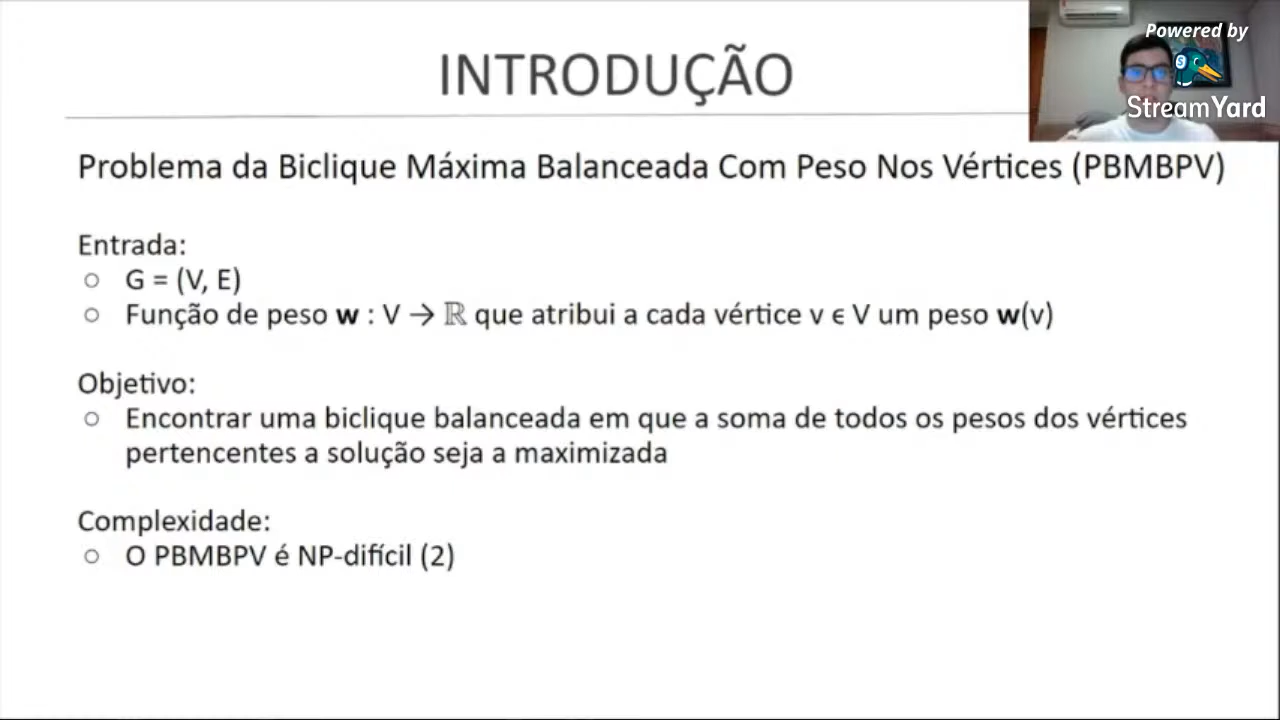 INTRODUÇÃO
Powered by
StreamYard
Problema da Biclique Máxima Balanceada Com Peso Nos Vértices (PBMBPV)
Entrada:
○ G = (V, E)
○ Função de peso w : V → ℝ que atribui a cada vértice v ϵ V um peso w(v)
Objetivo:
○ Encontrar uma biclique balanceada em que a soma de todos os pesos dos vértices
pertencentes a solução seja a maximizada
Complexidade:
○ O PBMBPV é NP-difícil (2)